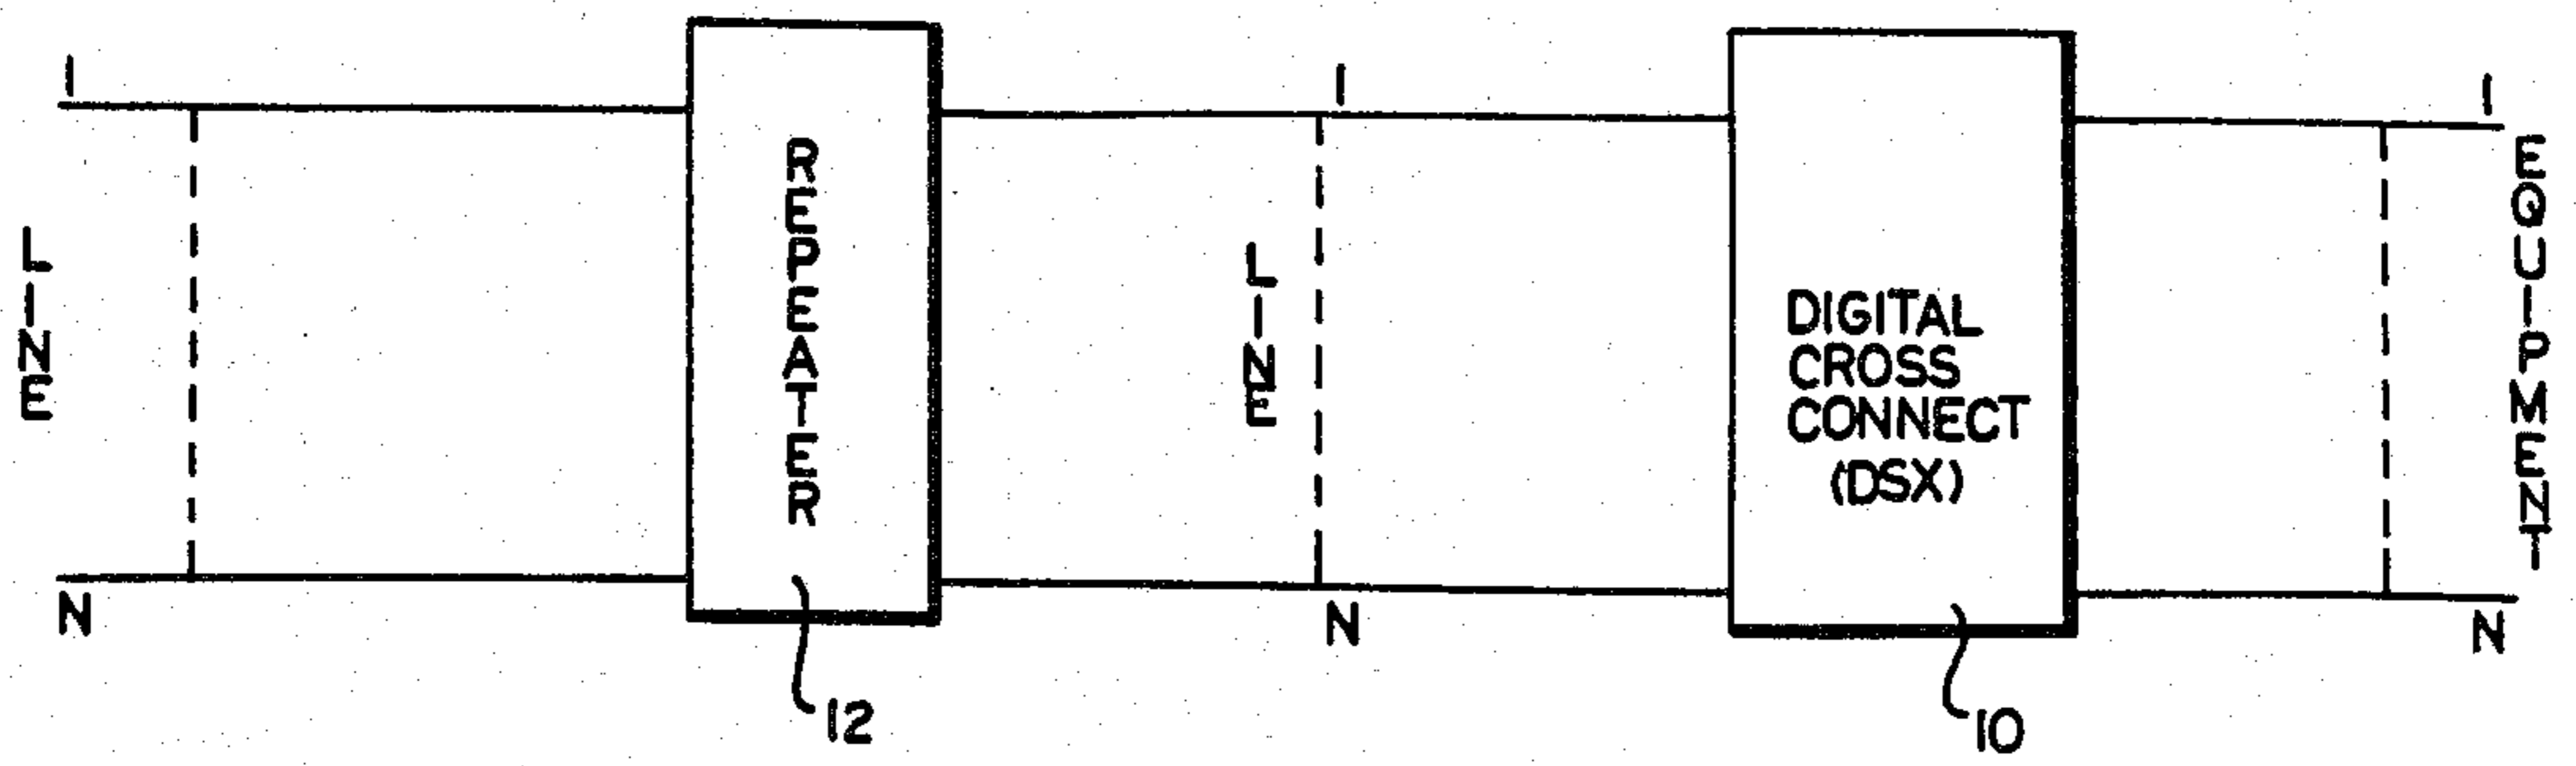 1
LINE
N
REPEATER
12
1
LINE
N
DIGITAL
CROSS
CONNECT
(DSX)
10
1
EQUIPMENT
N